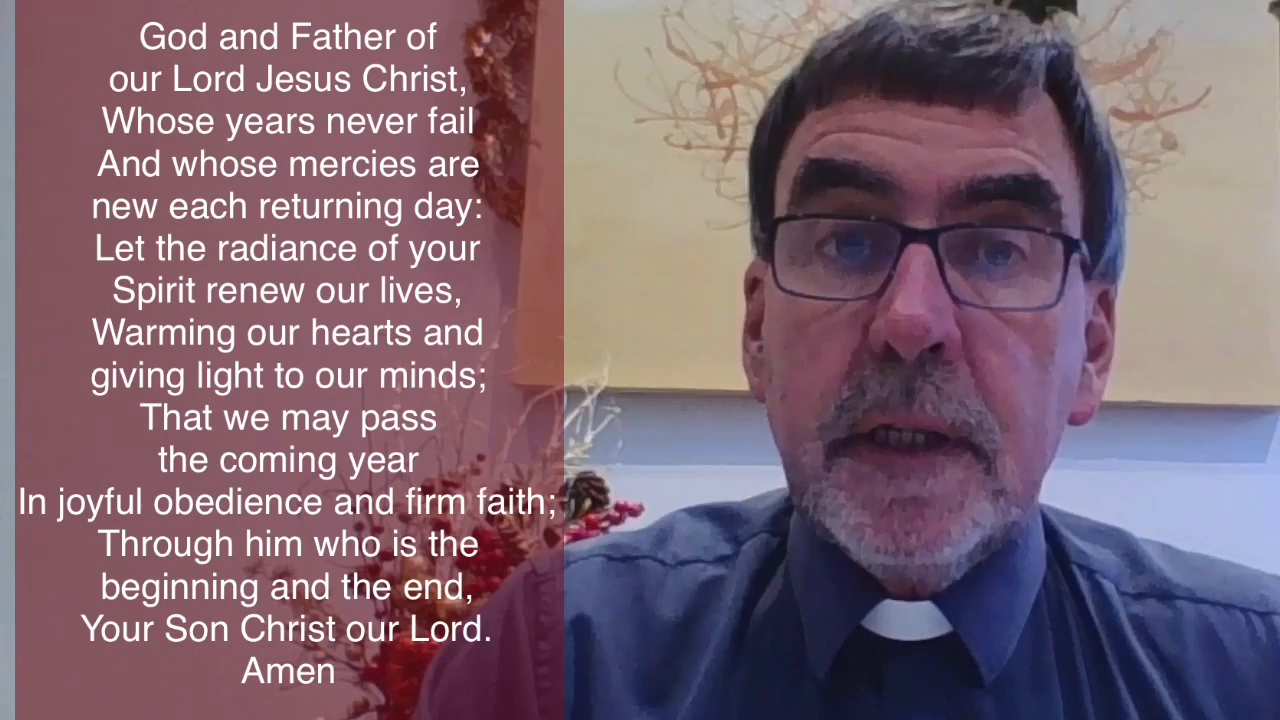 God and Father of
our Lord Jesus Christ,
Whose years never fail
And whose mercies are
new each returning day:
Let the radiance of your
Spirit renew our lives,
Warming our hearts and
giving light to our minds;
That we may pass
the coming year
In joyful obedience and firm faith;
Through him who is the
beginning and the end,
Your Son Christ our Lord.
Amen